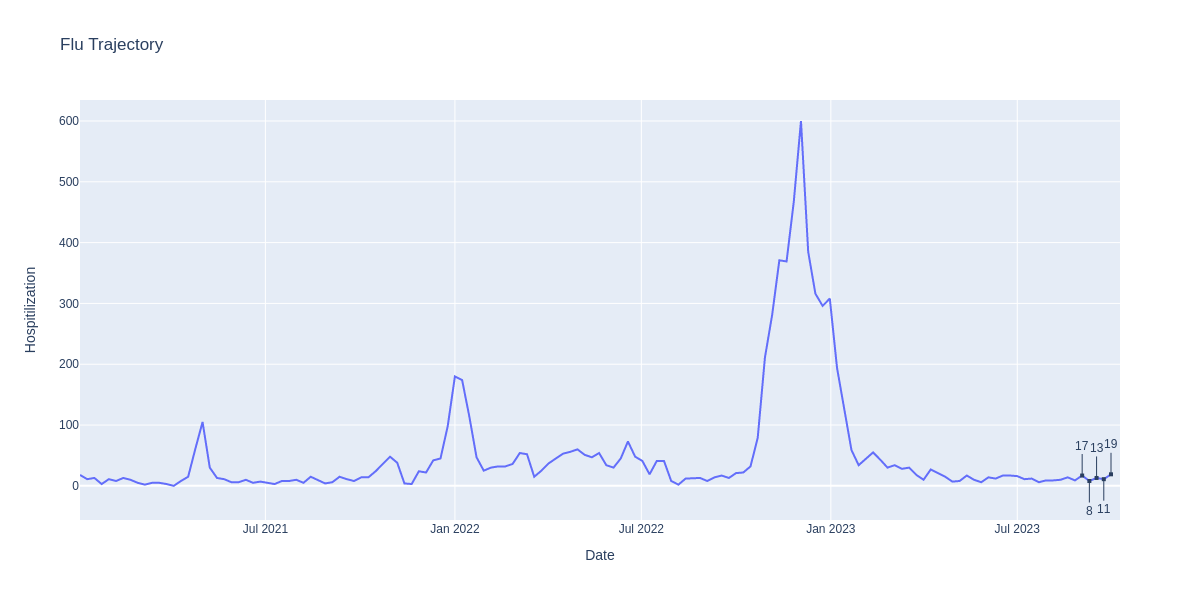 Flu Trajectory
600
500
400
300
200
100
0
Hospitilization
17
8
13
11
19
Jul 2021
Jan 2022
Jul 2022
Jan 2023
Jul 2023
Date